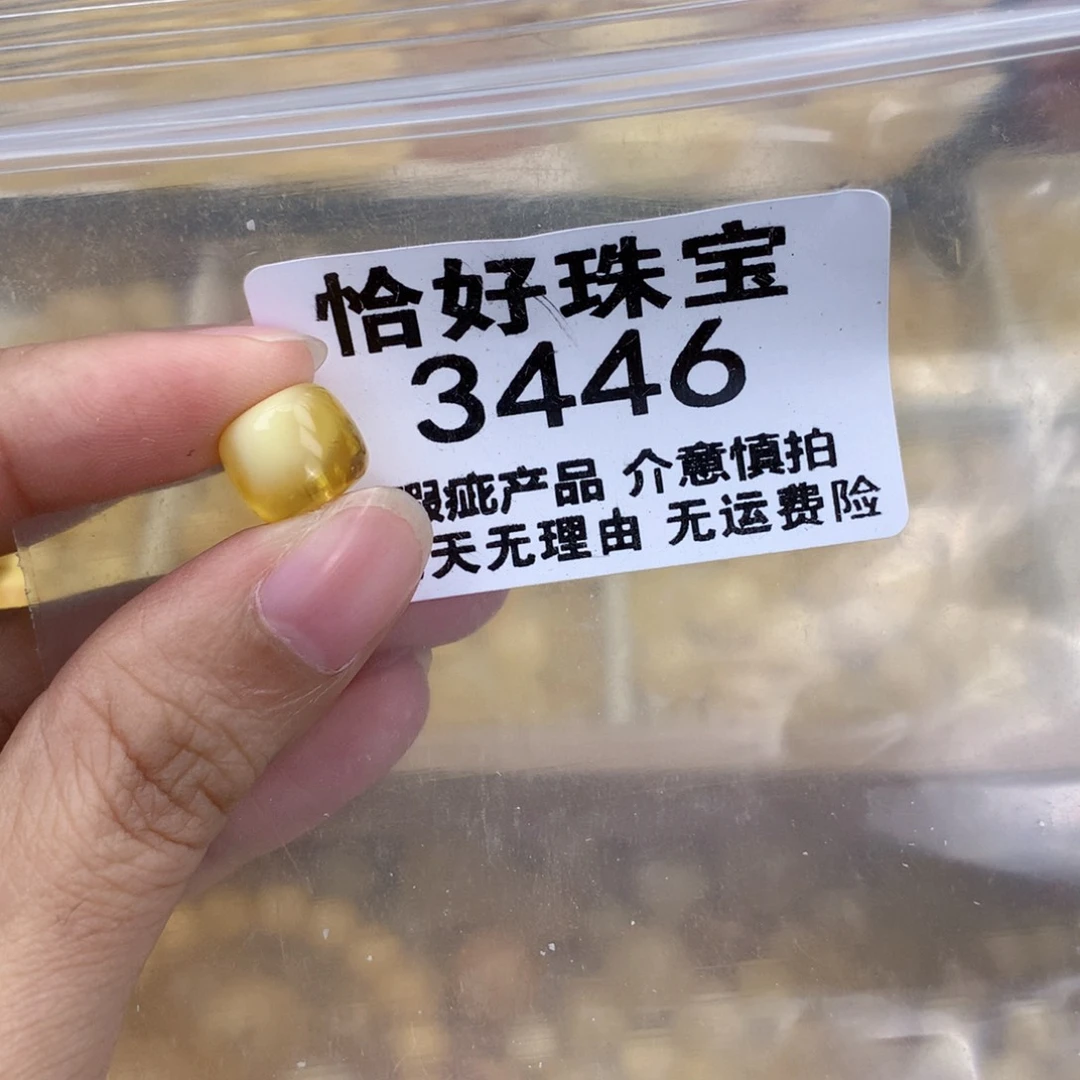 恰好珠宝
3446
瑕疵产品 介意慎拍
天无理由 无运费险